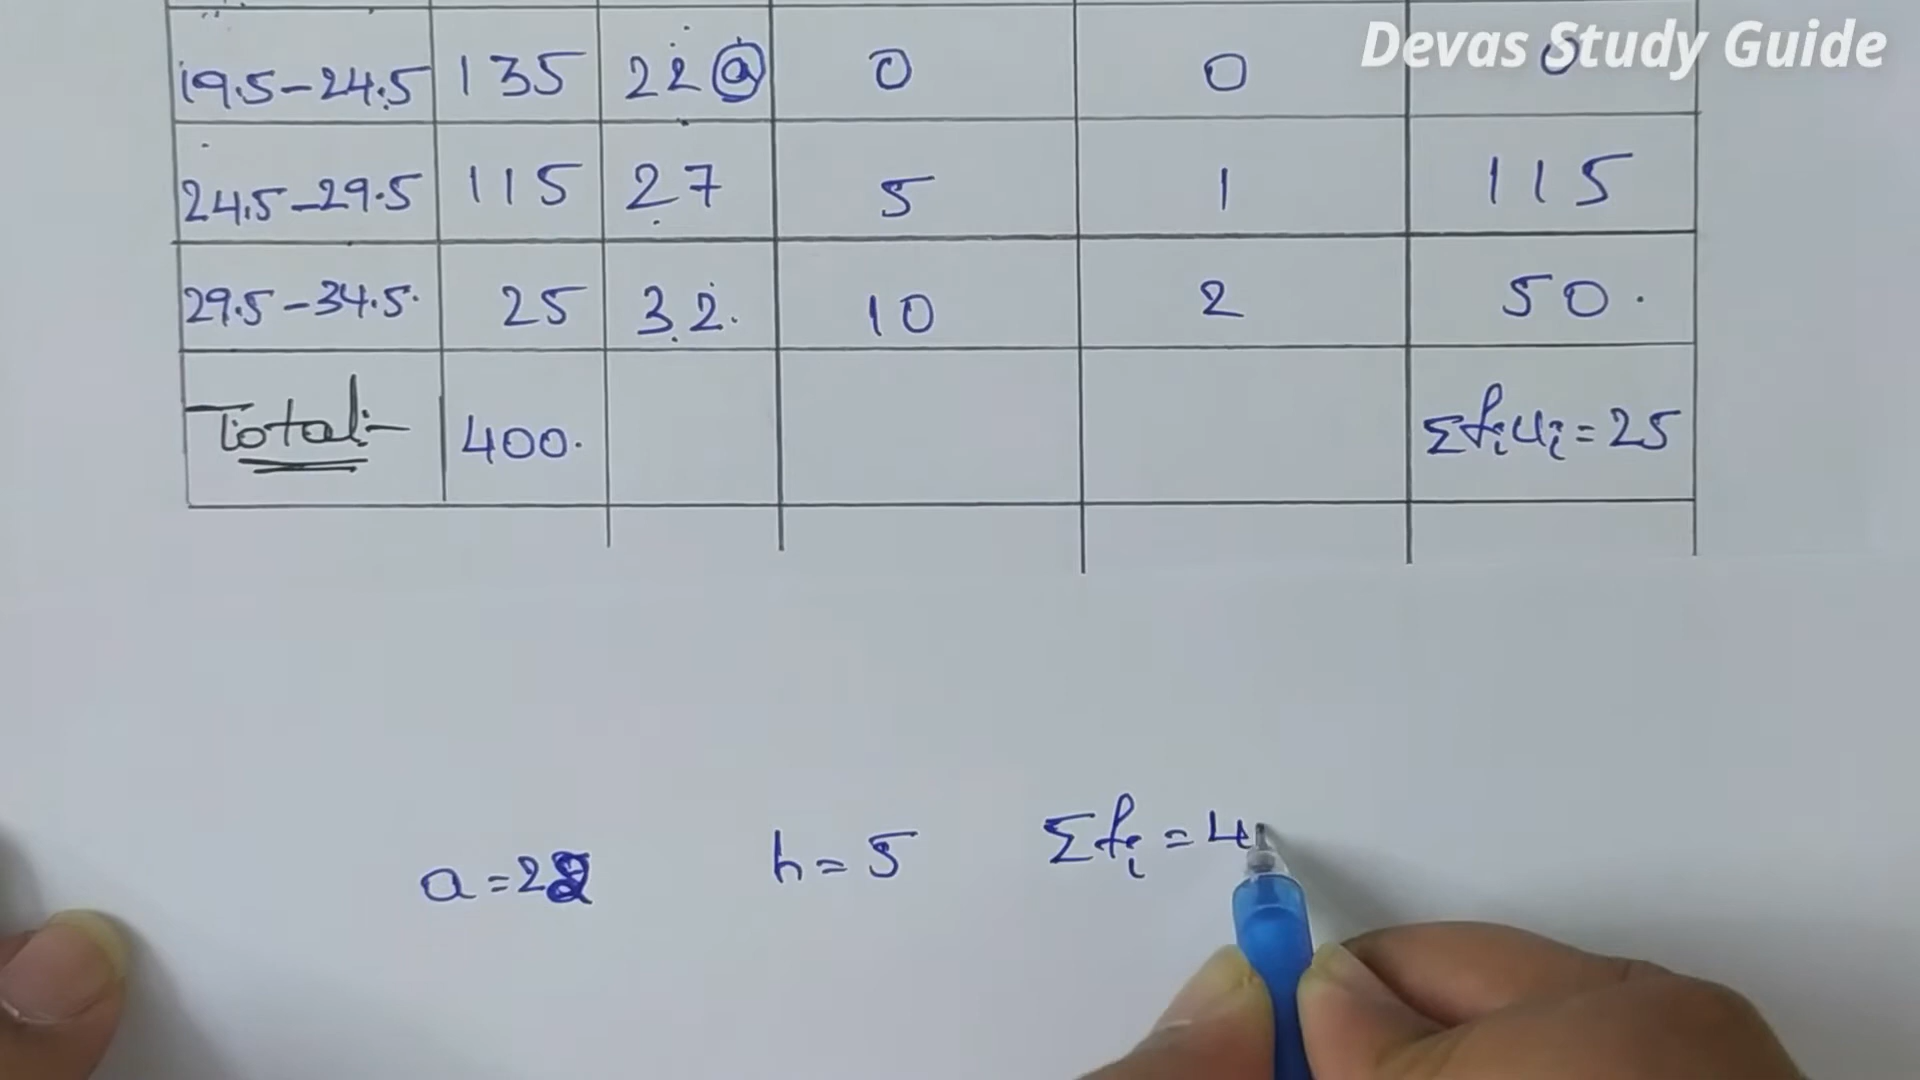 Devas Study Guide
19.5-24.5 135 22 a 0 0 0
24.5-29.5 115 27 5 1 115
29.5-34.5. 25 32. 10 2 50.
Total:- 400. Σfiui=25
a=22 h=5 Σfi=4